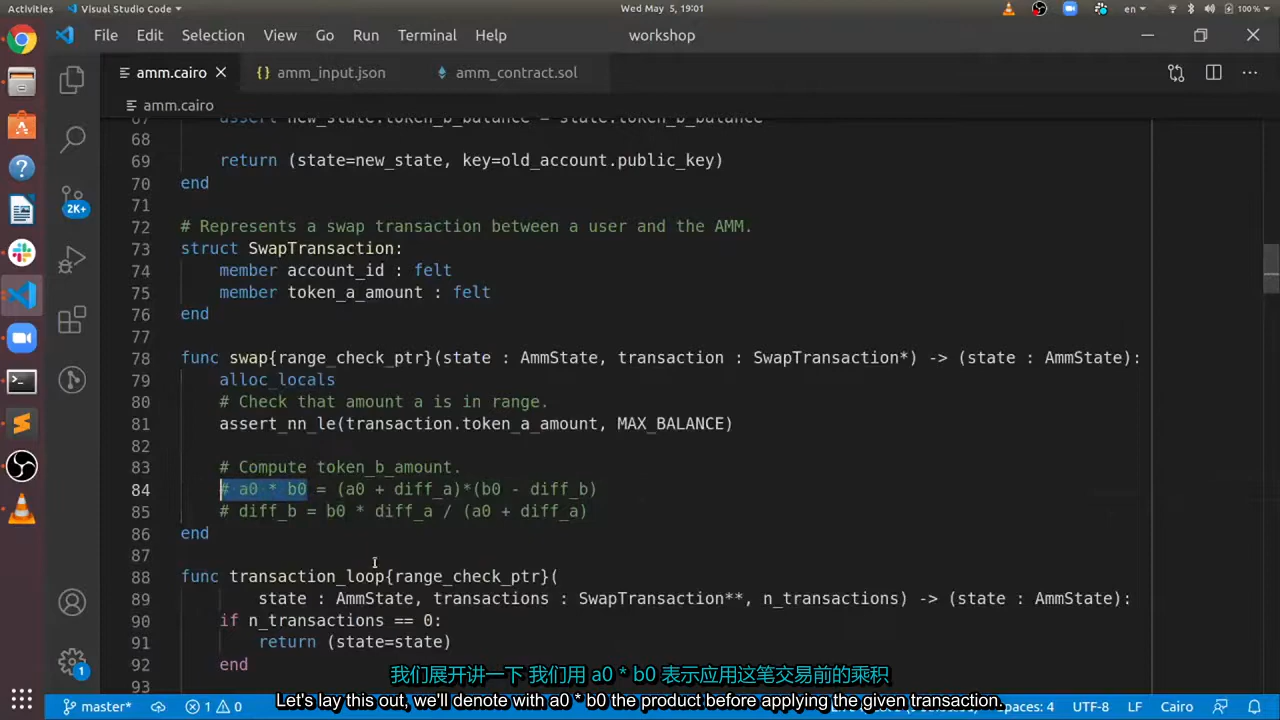 Activities
Visual Studio Code
Wed May 5, 19:01
en
100%
File Edit Selection View Go Run Terminal Help
workshop
amm.cairo
amm_input.json
amm_contract.sol
amm.cairo
67 assert new_state.token_b_balance = state.token_b_balance
68
69 return (state=new_state, key=old_account.public_key)
70 end
71
72 # Represents a swap transaction between a user and the AMM.
73 struct SwapTransaction:
74 member account_id : felt
75 member token_a_amount : felt
76 end
77
78 func swap{range_check_ptr}(state : AmmState, transaction : SwapTransaction*) -> (state : AmmState):
79 alloc_locals
80 # Check that amount a is in range.
81 assert_nn_le(transaction.token_a_amount, MAX_BALANCE)
82
83 # Compute token_b_amount.
84 # a0 * b0 = (a0 + diff_a)*(b0 - diff_b)
85 # diff_b = b0 * diff_a / (a0 + diff_a)
86 end
87
88 func transaction_loop{range_check_ptr}(
89 state : AmmState, transactions : SwapTransaction**, n_transactions) -> (state : AmmState):
90 if n_transactions == 0:
91 return (state=state)
92 end
93
2K+
1
我们展开讲一下 我们用 a0 * b0 表示应用这笔交易前的乘积
Let's lay this out, we'll denote with a0 * b0 the product before applying the given transaction.
master*
1
0
Spaces: 4
UTF-8
LF
Cairo